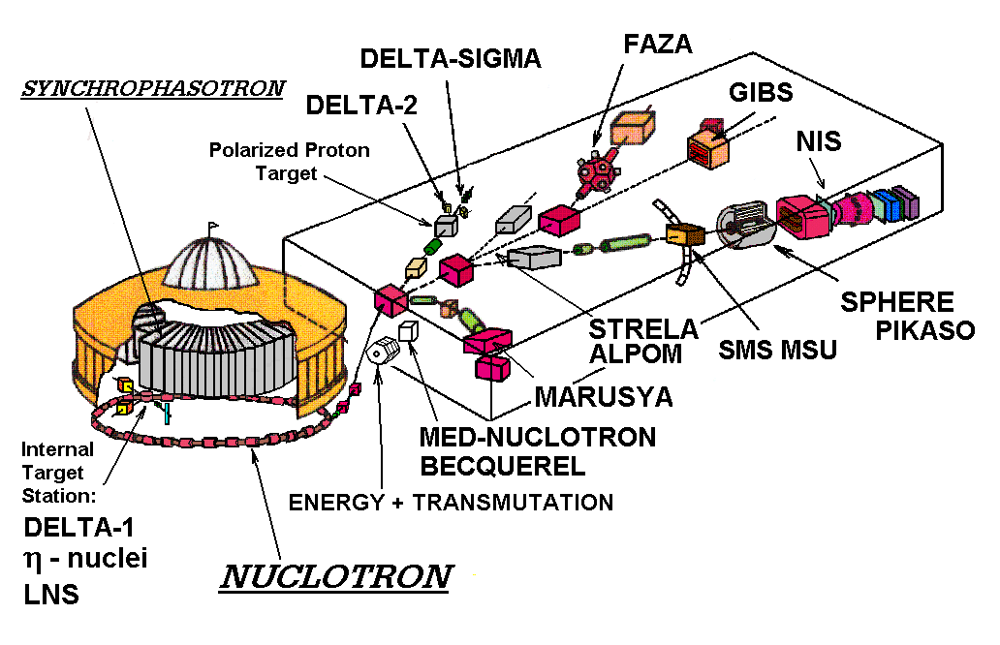 FAZA
DELTA-SIGMA
SYNCHROPHASOTRON
GIBS
DELTA-2
NIS
Polarized Proton
Target
SPHERE
PIKASO
STRELA
ALPOM
SMS MSU
MARUSYA
MED-NUCLOTRON
BECQUEREL
ENERGY + TRANSMUTATION
Internal
Target
Station:
DELTA-1
η - nuclei
LNS
NUCLOTRON